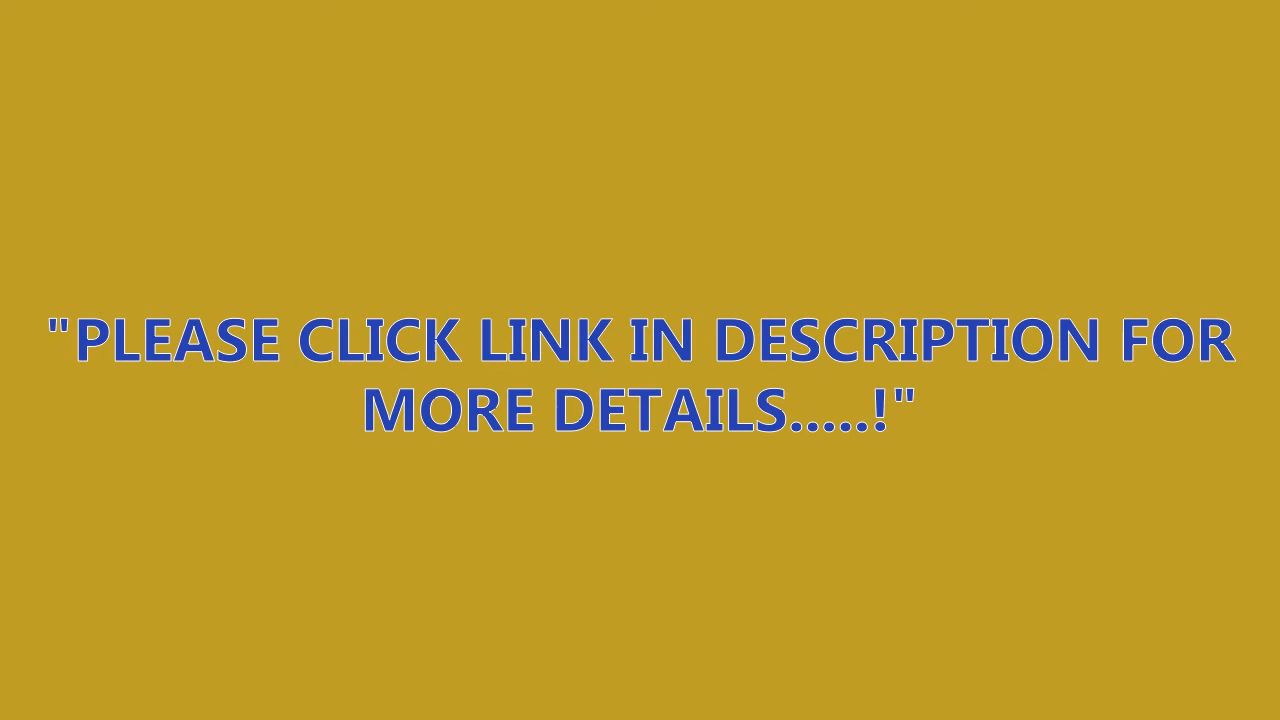 "PLEASE CLICK LINK IN DESCRIPTION FOR
MORE DETAILS.....!"